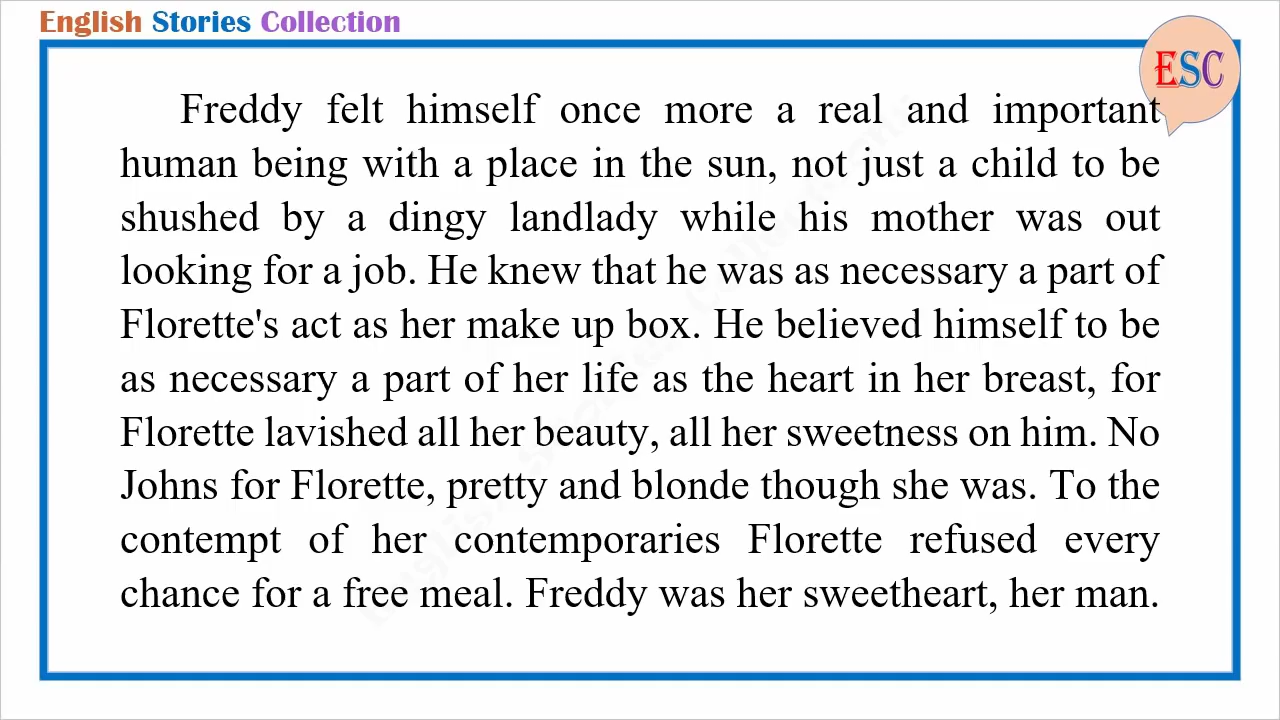 English Stories Collection
ESC
Freddy felt himself once more a real and important
human being with a place in the sun, not just a child to be
shushed by a dingy landlady while his mother was out
looking for a job. He knew that he was as necessary a part of
Florette's act as her make up box. He believed himself to be
as necessary a part of her life as the heart in her breast, for
Florette lavished all her beauty, all her sweetness on him. No
Johns for Florette, pretty and blonde though she was. To the
contempt of her contemporaries Florette refused every
chance for a free meal. Freddy was her sweetheart, her man.